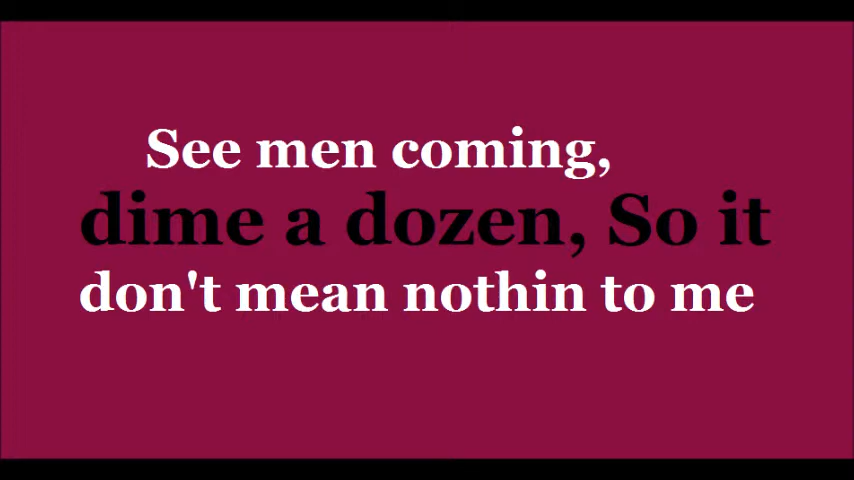 See men coming,
dime a dozen, So it
don't mean nothin to me